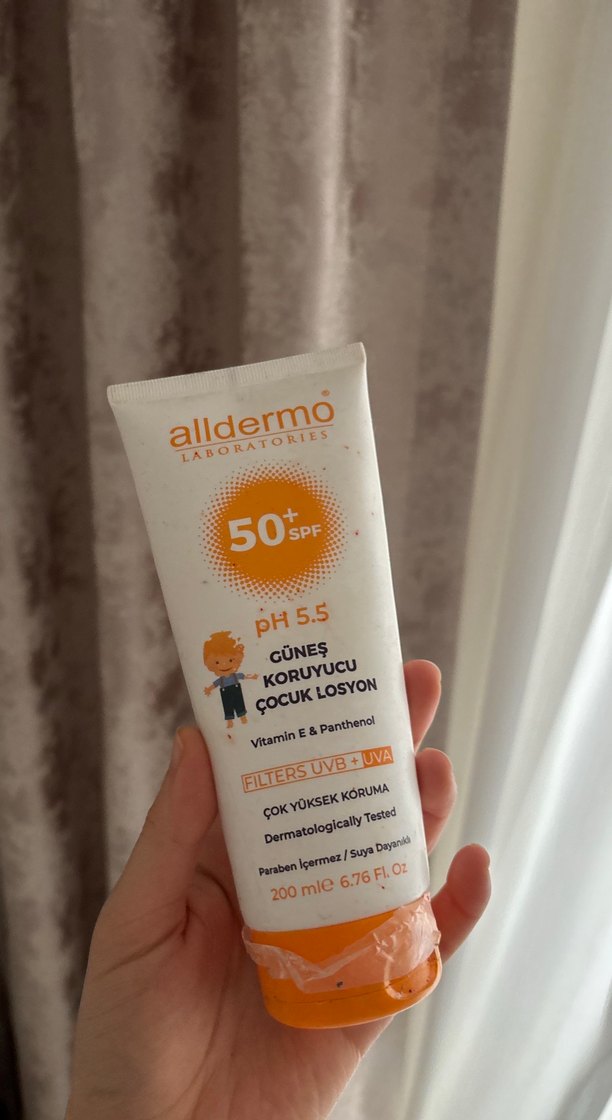 alldermo®
LABORATORIES
50+ SPF
pH 5.5
GÜNEŞ
KORUYUCU
ÇOCUK LOSYON
Vitamin E & Panthenol
FILTERS UVB + UVA
ÇOK YÜKSEK KORUMA
Dermatologically Tested
Paraben İçermez / Suya Dayanıklı
200 ml℮ 6.76 Fl. Oz